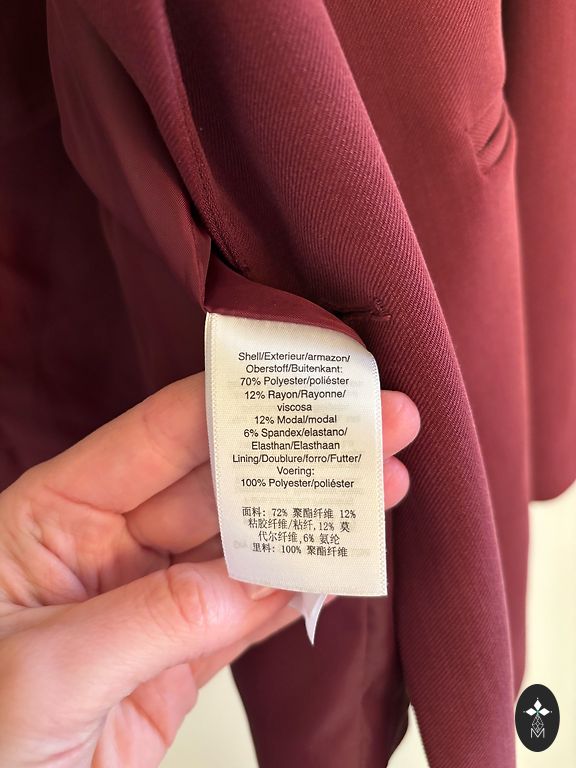 Shell/Exterieur/armazon/
Oberstoff/Buitenkant:
70% Polyester/poliéster
12% Rayon/Rayonne/
viscosa
12% Modal/modal
6% Spandex/elastano/
Elasthan/Elasthaan
Lining/Doublure/forro/Futter/
Voering:
100% Polyester/poliéster
面料: 72% 聚酯纤维 12%
粘胶纤维/粘纤,12% 莫
代尔纤维,6% 氨纶
里料: 100% 聚酯纤维
M